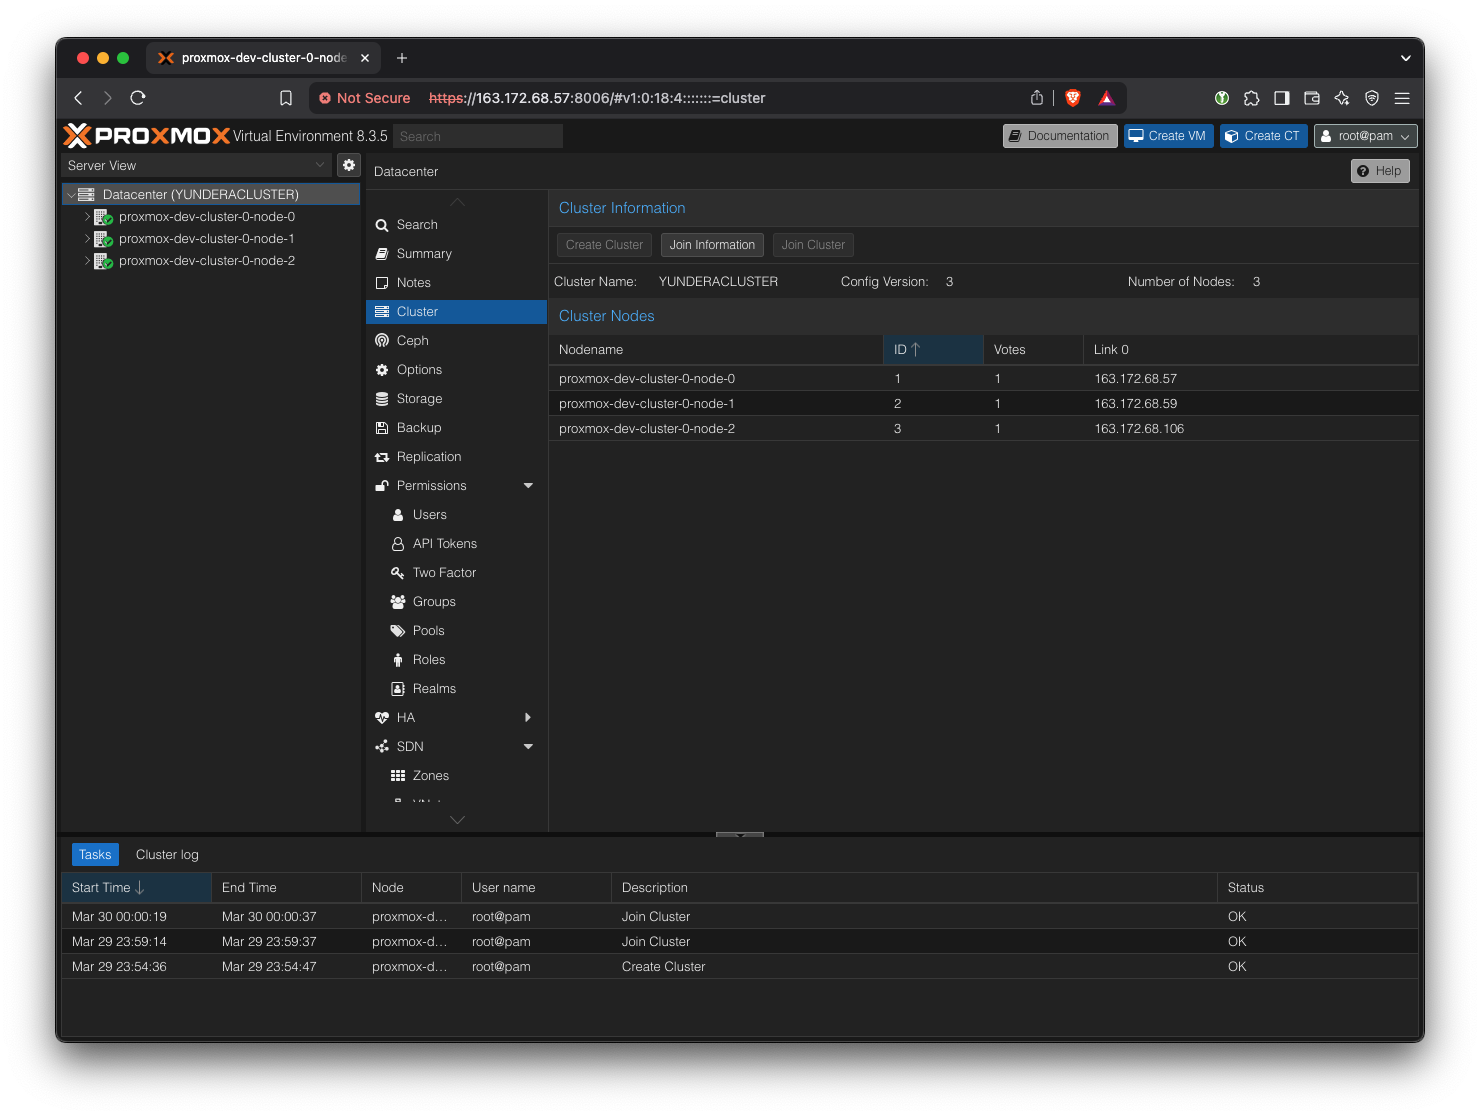 proxmox-dev-cluster-0-node
Not Secure https://163.172.68.57:8006/#v1:0:18:4:::::::=cluster
PROXMOX Virtual Environment 8.3.5 Search Documentation Create VM Create CT root@pam
Server View
Datacenter Help
Datacenter (YUNDERACLUSTER)
proxmox-dev-cluster-0-node-0
proxmox-dev-cluster-0-node-1
proxmox-dev-cluster-0-node-2
Search
Summary
Notes
Cluster
Ceph
Options
Storage
Backup
Replication
Permissions
Users
API Tokens
Two Factor
Groups
Pools
Roles
Realms
HA
SDN
Zones
Cluster Information
Create Cluster Join Information Join Cluster
Cluster Name: YUNDERACLUSTER Config Version: 3 Number of Nodes: 3
Cluster Nodes
Nodename ID Votes Link 0
proxmox-dev-cluster-0-node-0 1 1 163.172.68.57
proxmox-dev-cluster-0-node-1 2 1 163.172.68.59
proxmox-dev-cluster-0-node-2 3 1 163.172.68.106
Tasks Cluster log
Start Time End Time Node User name Description Status
Mar 30 00:00:19 Mar 30 00:00:37 proxmox-d... root@pam Join Cluster OK
Mar 29 23:59:14 Mar 29 23:59:37 proxmox-d... root@pam Join Cluster OK
Mar 29 23:54:36 Mar 29 23:54:47 proxmox-d... root@pam Create Cluster OK